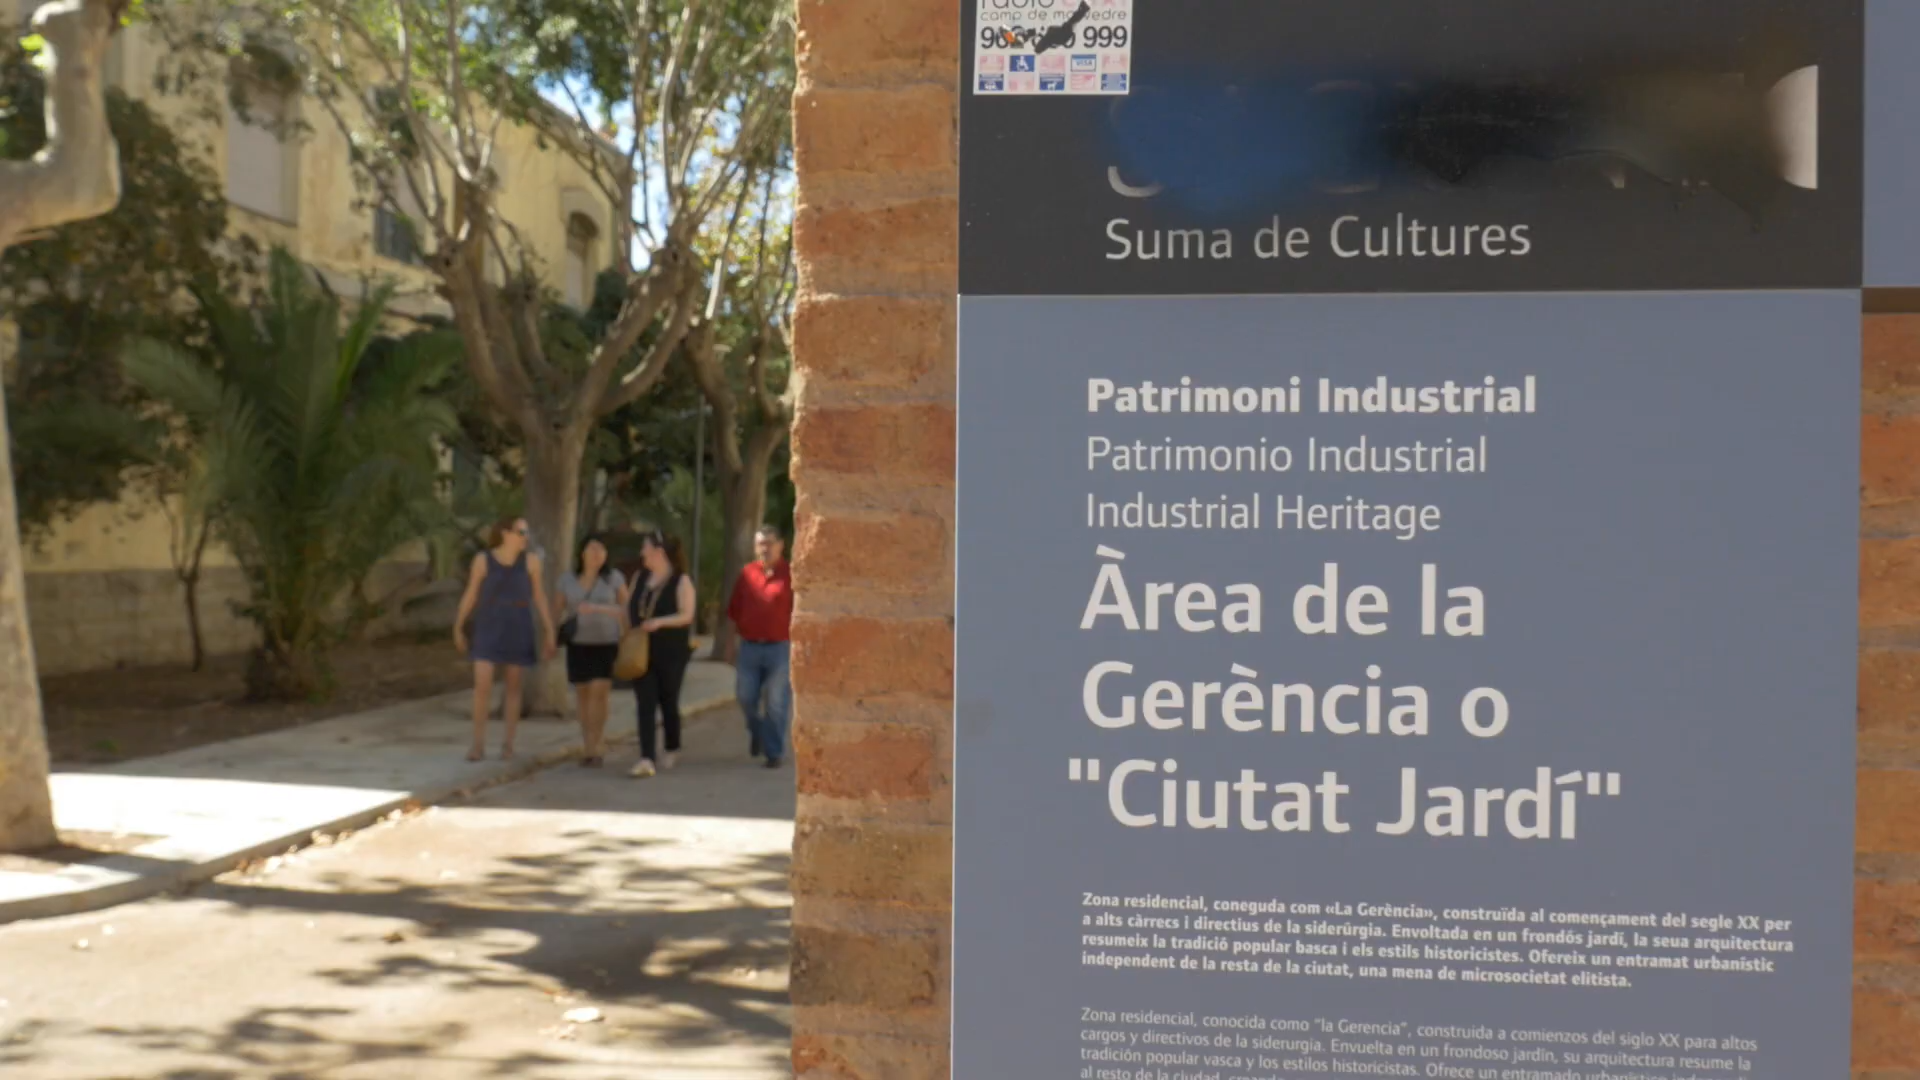 camp de morvedre
999
VISA
Suma de Cultures
Patrimoni Industrial
Patrimonio Industrial
Industrial Heritage
Àrea de la
Gerència o
"Ciutat Jardí"
Zona residencial, coneguda com «La Gerència», construïda al començament del segle XX per
a alts càrrecs i directius de la siderúrgia. Envoltada en un frondós jardí, la seua arquitectura
resumeix la tradició popular basca i els estils historicistes. Ofereix un entramat urbanístic
independent de la resta de la ciutat, una mena de microsocietat elitista.
Zona residencial, conocida como "la Gerencia", construida a comienzos del siglo XX para altos
cargos y directivos de la siderurgia. Envuelta en un frondoso jardín, su arquitectura resume la
tradición popular vasca y los estilos historicistas. Ofrece un entramado urbanístico
al resto de la ciudad,